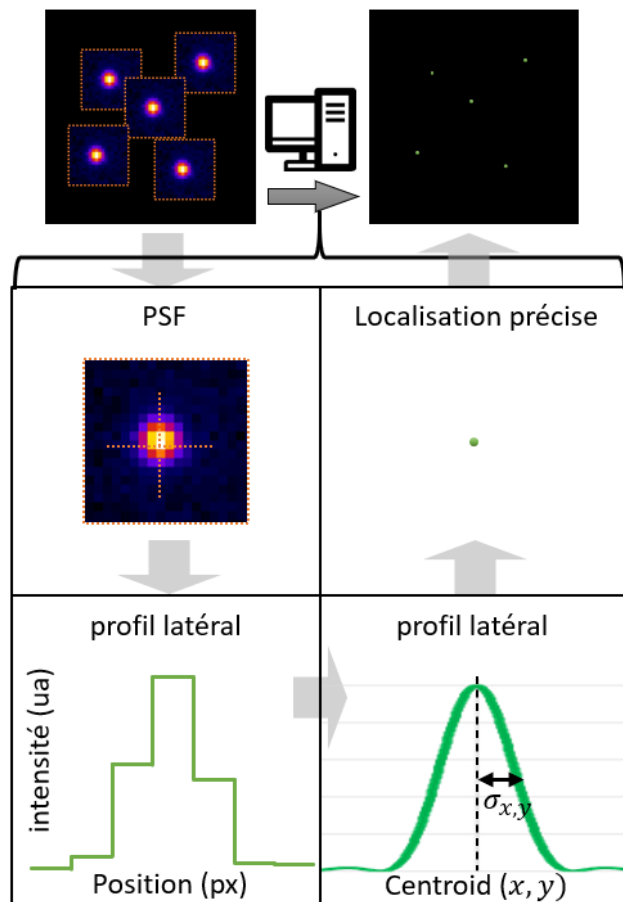 PSF
Localisation précise
profil latéral
profil latéral
intensité (ua)
σx,y
Position (px)
Centroid (x, y)